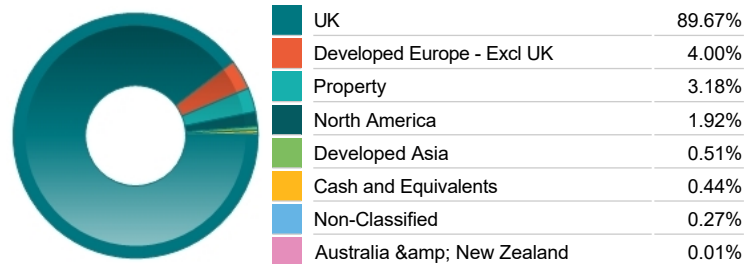 UK 89.67%
Developed Europe - Excl UK 4.00%
Property 3.18%
North America 1.92%
Developed Asia 0.51%
Cash and Equivalents 0.44%
Non-Classified 0.27%
Australia &amp; New Zealand 0.01%